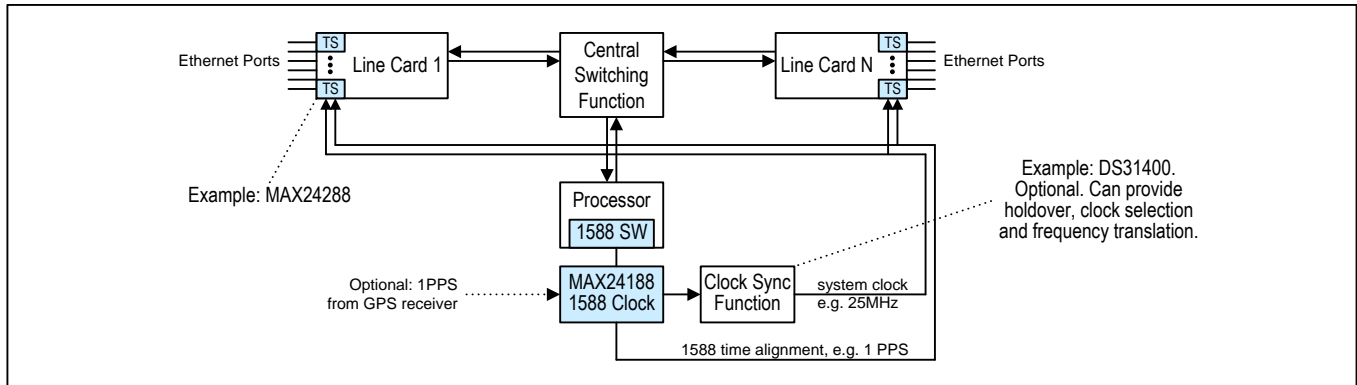 Ethernet Ports
TS
TS
Line Card 1
Central
Switching
Function
Line Card N
TS
TS
Ethernet Ports
Example: MAX24288
Processor
1588 SW
Example: DS31400.
Optional. Can provide
holdover, clock selection
and frequency translation.
Optional: 1PPS
from GPS receiver
MAX24188
1588 Clock
Clock Sync
Function
system clock
e.g. 25MHz
1588 time alignment, e.g. 1 PPS